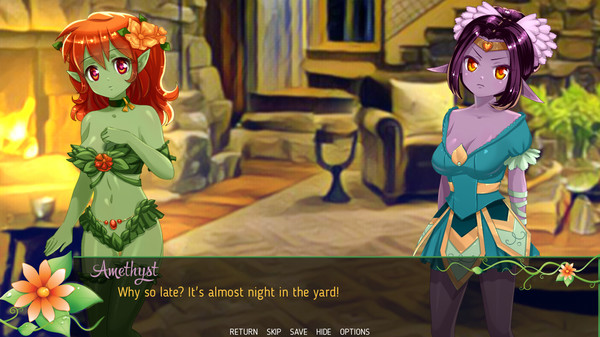 Amethyst
Why so late? It's almost night in the yard!
RETURN SKIP SAVE HIDE OPTIONS